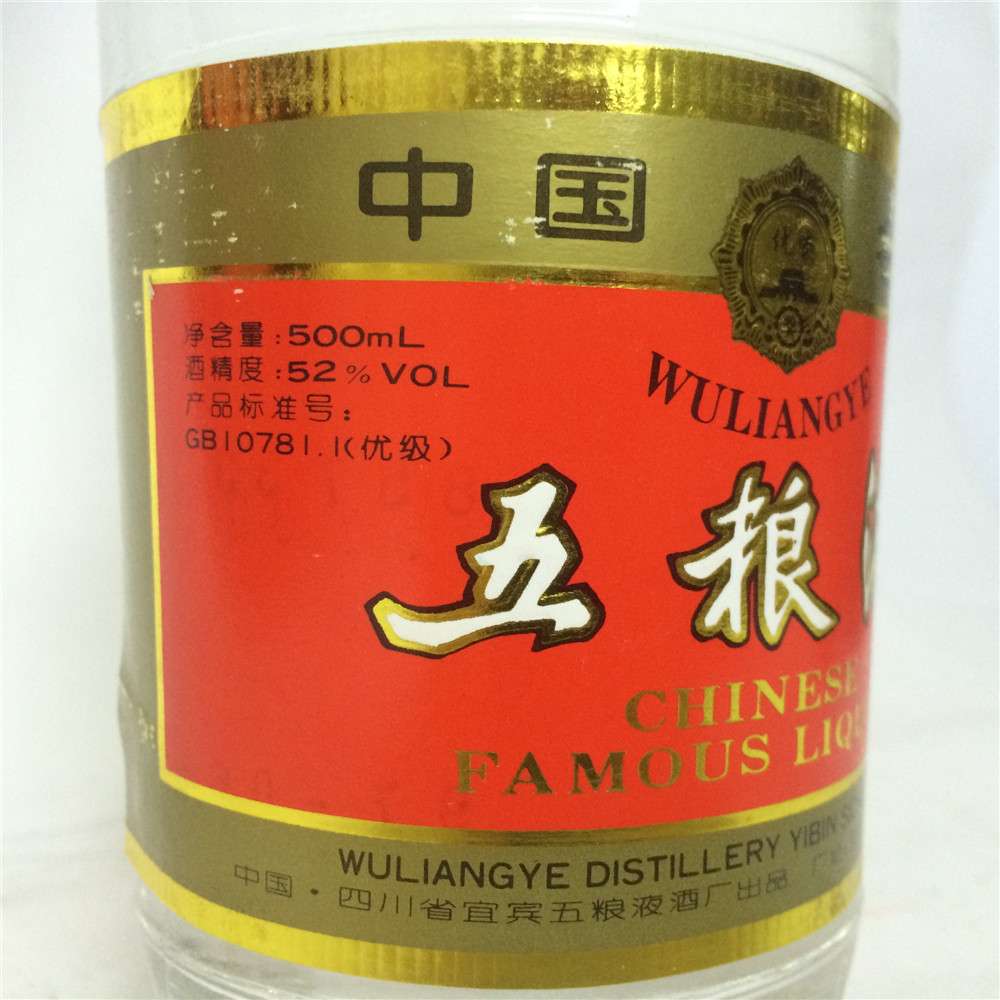 中国
优质
净含量:500mL
酒精度:52%VOL
产品标准号:
GB10781.1(优级)
WULIANGYE
五粮
CHINESE
FAMOUS
WULIANGYE DISTILLERY YIBIN
中国·四川省宜宾五粮液酒厂出品